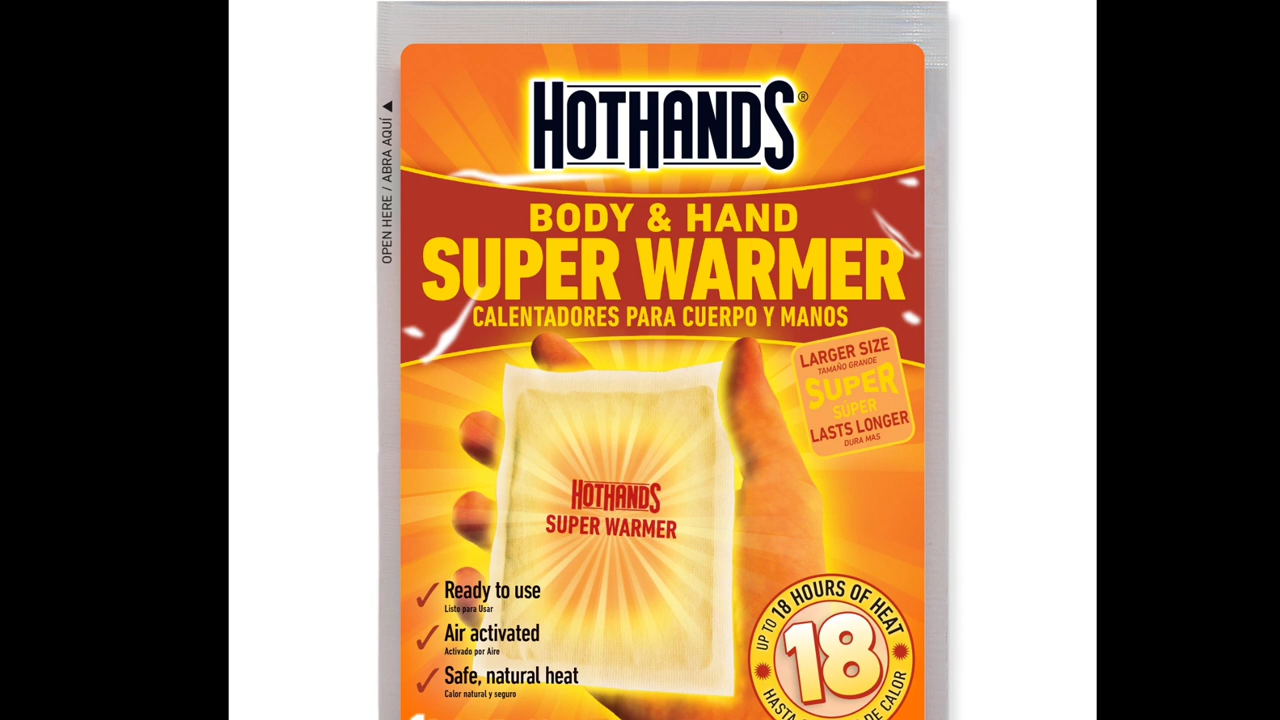 HOTHANDS®
OPEN HERE / ABRA AQUÍ
BODY & HAND
SUPER WARMER
CALENTADORES PARA CUERPO Y MANOS
LARGER SIZE
TAMAÑO GRANDE
SUPER
SÚPER
LASTS LONGER
DURA MAS
HOTHANDS
SUPER WARMER
Ready to use
Listo para Usar
Air activated
Activado por Aire
Safe, natural heat
Calor natural y seguro
UP TO 18 HOURS OF HEAT
18
HASTA DE CALOR